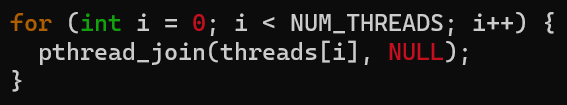 for (int i = 0; i < NUM_THREADS; i++) {
  pthread_join(threads[i], NULL);
}